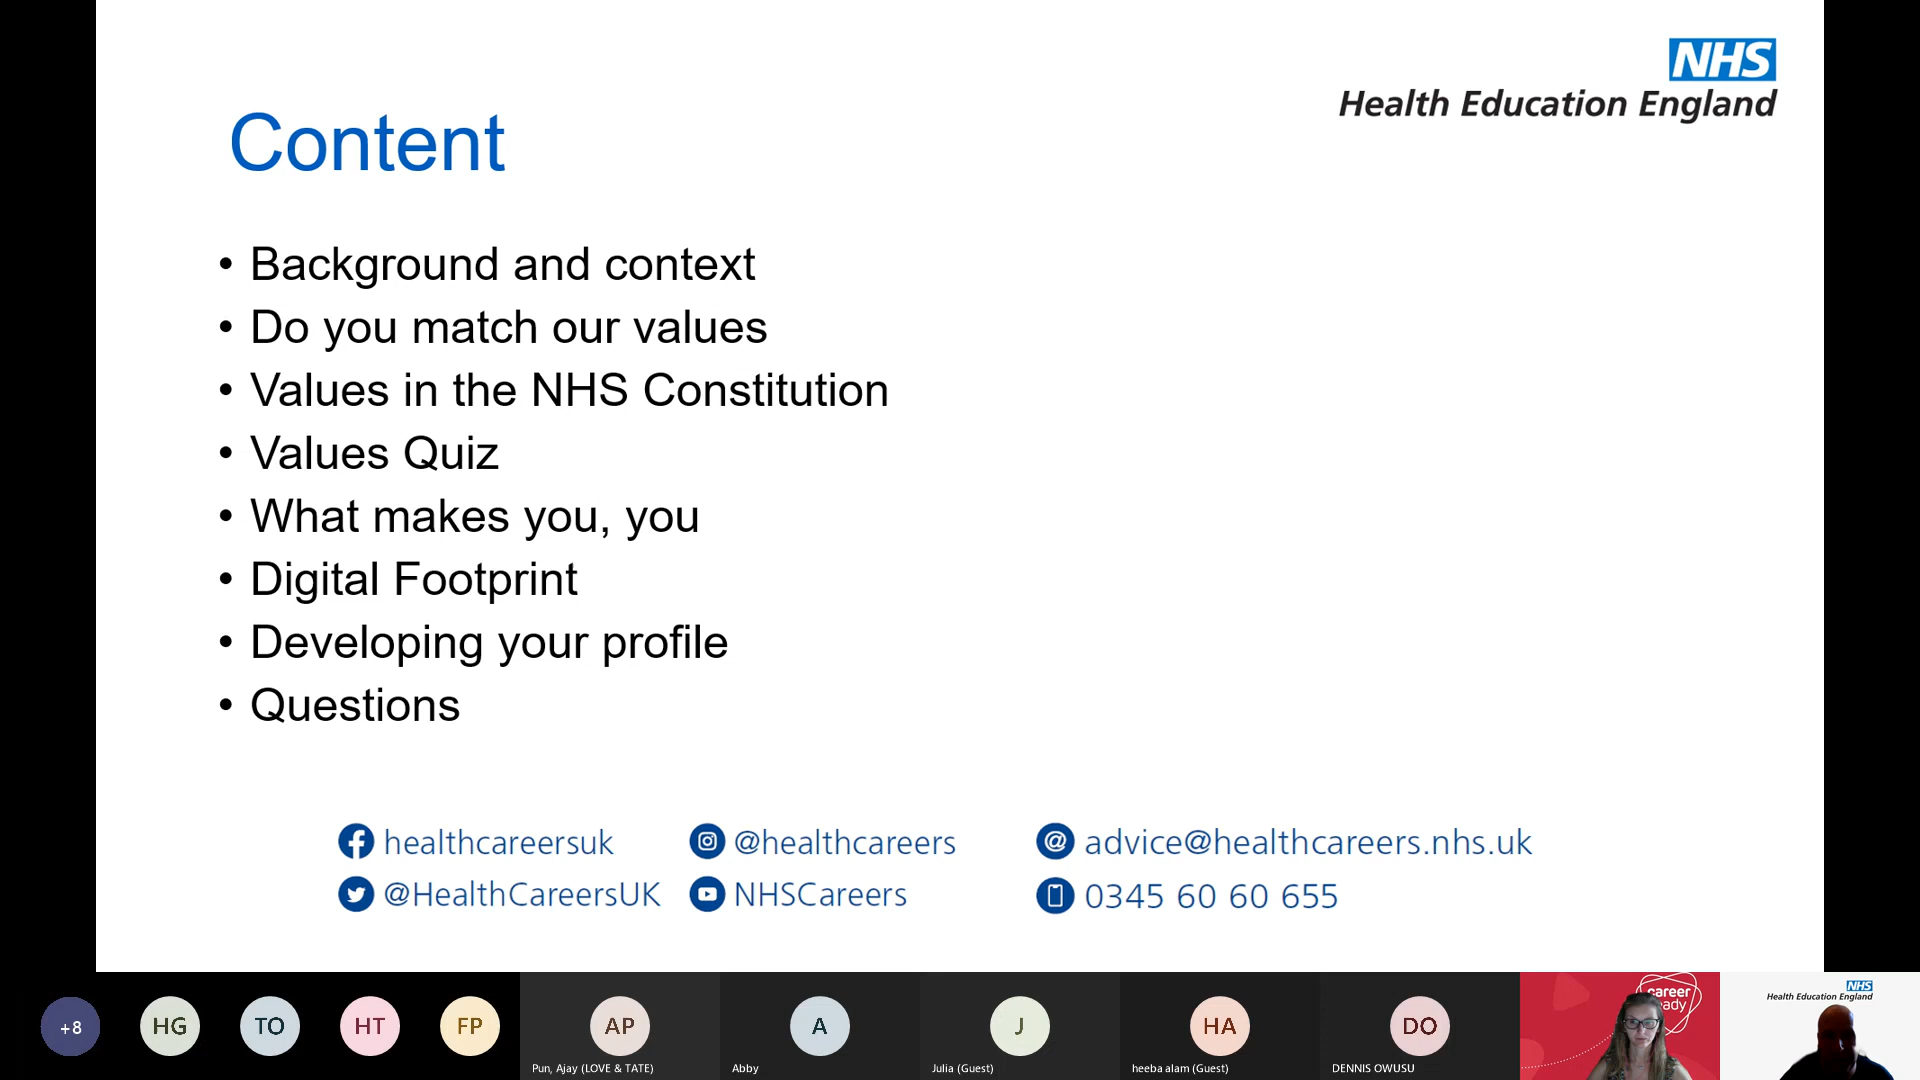 NHS
Health Education England
Content
• Background and context
• Do you match our values
• Values in the NHS Constitution
• Values Quiz
• What makes you, you
• Digital Footprint
• Developing your profile
• Questions
healthcareersuk
@healthcareers
advice@healthcareers.nhs.uk
@HealthCareersUK
NHSCareers
0345 60 60 655
+8
HG
TO
HT
FP
AP
Pun, Ajay (LOVE & TATE)
A
Abby
J
Julia (Guest)
HA
heeba alam (Guest)
DO
DENNIS OWUSU
career
NHS
Health Education England